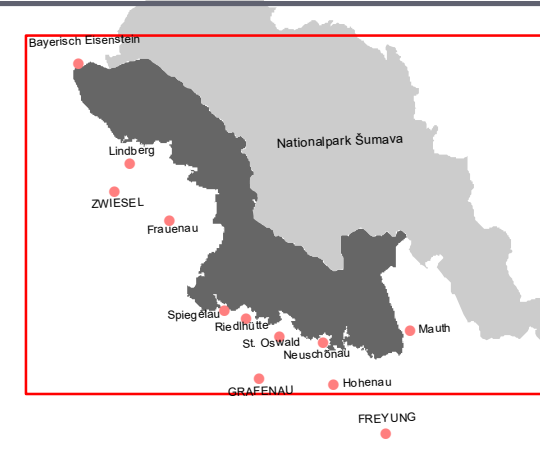 Bayerisch Eisenstein
Nationalpark Šumava
Lindberg
ZWIESEL
Frauenau
Spiegelau
Riedlhütte
Mauth
St. Oswald
Neuschönau
Hohenau
GRAFENAU
FREYUNG